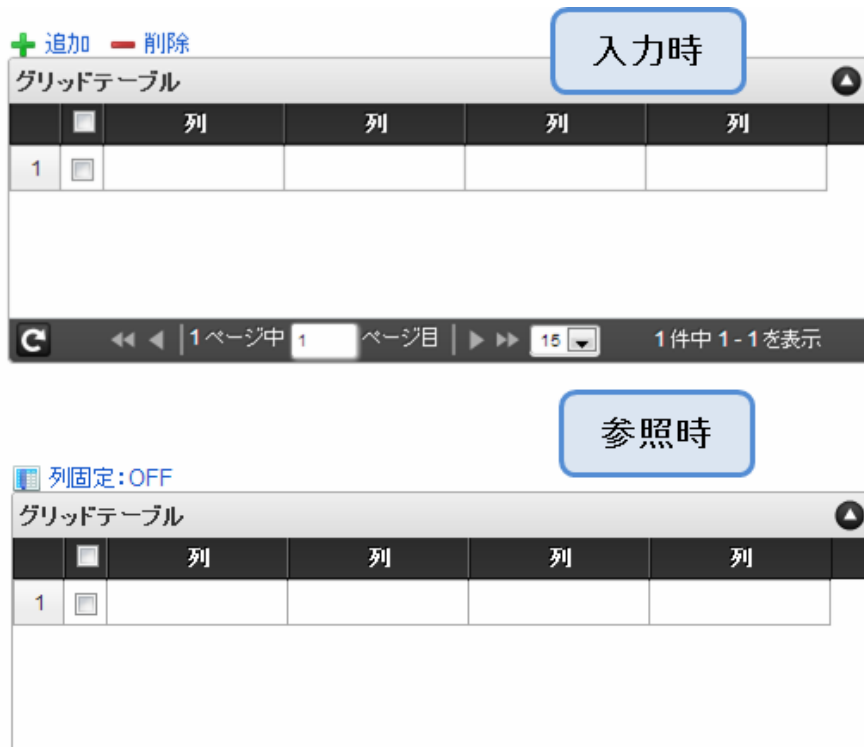 追加 削除
入力時
グリッドテーブル
列 列 列 列
1
1 ページ中 1 ページ目 15 1 件中 1 - 1 を表示
参照時
列固定:OFF
グリッドテーブル
列 列 列 列
1